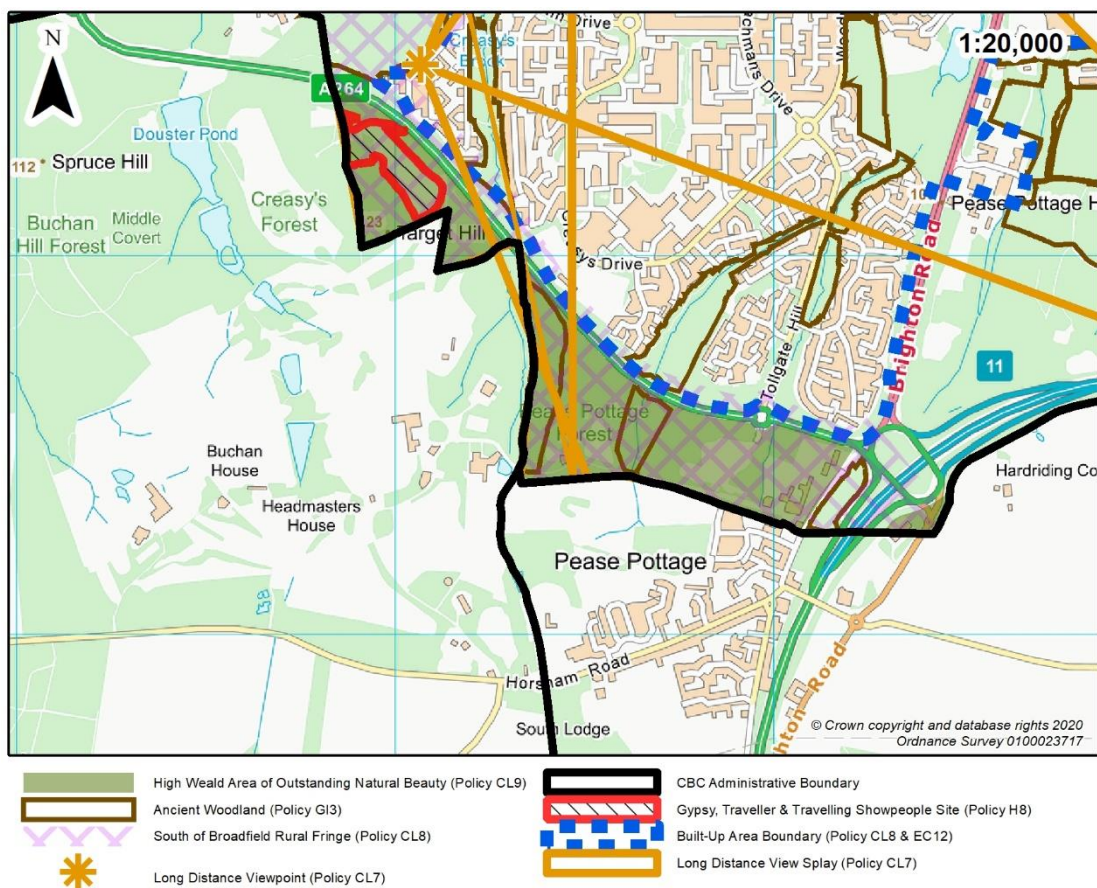 N
1:20,000
Drive
Creasy's
Brook
A264
Douster Pond
112
Spruce Hill
Creasy's
Forest
Buchan
Hill Forest
Middle
Covert
Target Hill
Drive
Pease Pottage H
Brighton Road
Tollgate Hill
11
Pease Pottage
Forest
Buchan
House
Headmasters
House
Hardriding Co
Pease Pottage
Horsham Road
South Lodge
hton Road
© Crown copyright and database rights 2020
Ordnance Survey 0100023717
High Weald Area of Outstanding Natural Beauty (Policy CL9)
Ancient Woodland (Policy GI3)
South of Broadfield Rural Fringe (Policy CL8)
Long Distance Viewpoint (Policy CL7)
CBC Administrative Boundary
Gypsy, Traveller & Travelling Showpeople Site (Policy H8)
Built-Up Area Boundary (Policy CL8 & EC12)
Long Distance View Splay (Policy CL7)